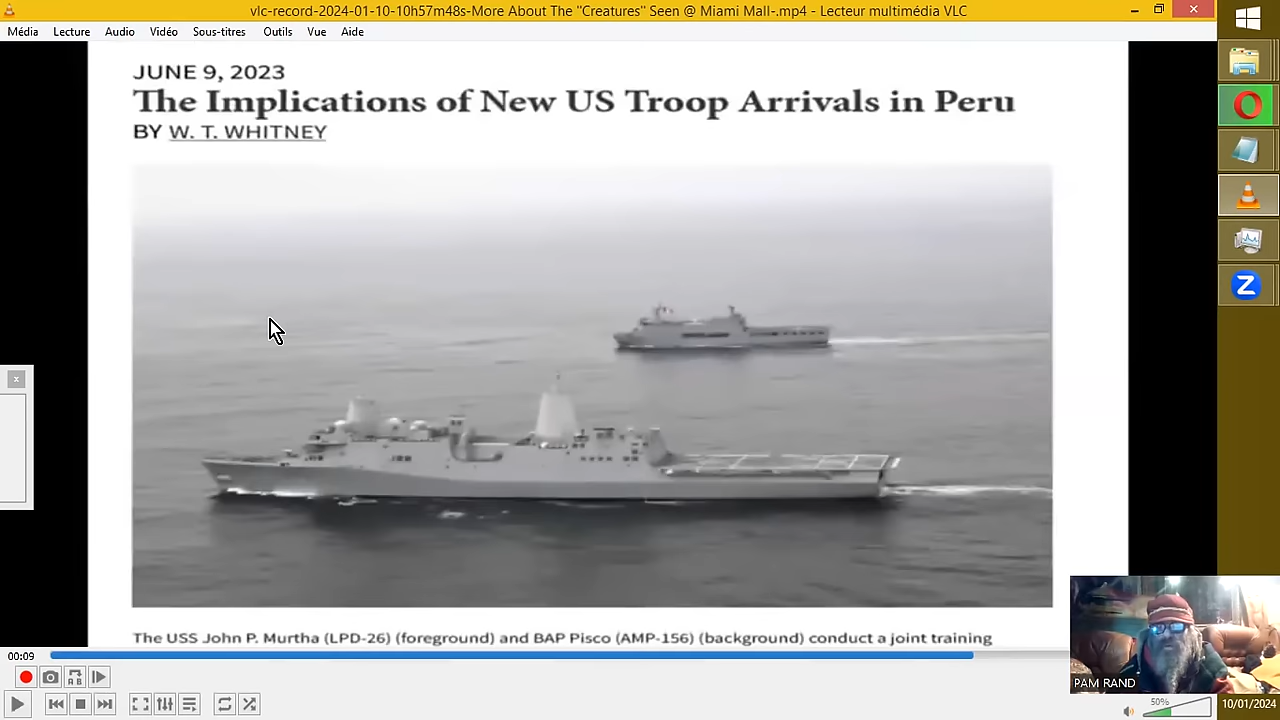 vlc-record-2024-01-10-10h57m48s-More About The "Creatures" Seen @ Miami Mall-.mp4 - Lecteur multimédia VLC
Média Lecture Audio Vidéo Sous-titres Outils Vue Aide
JUNE 9, 2023
The Implications of New US Troop Arrivals in Peru
BY W. T. WHITNEY
The USS John P. Murtha (LPD-26) (foreground) and BAP Pisco (AMP-156) (background) conduct a joint training
00:09
PAM RAND
50%
10/01/2024